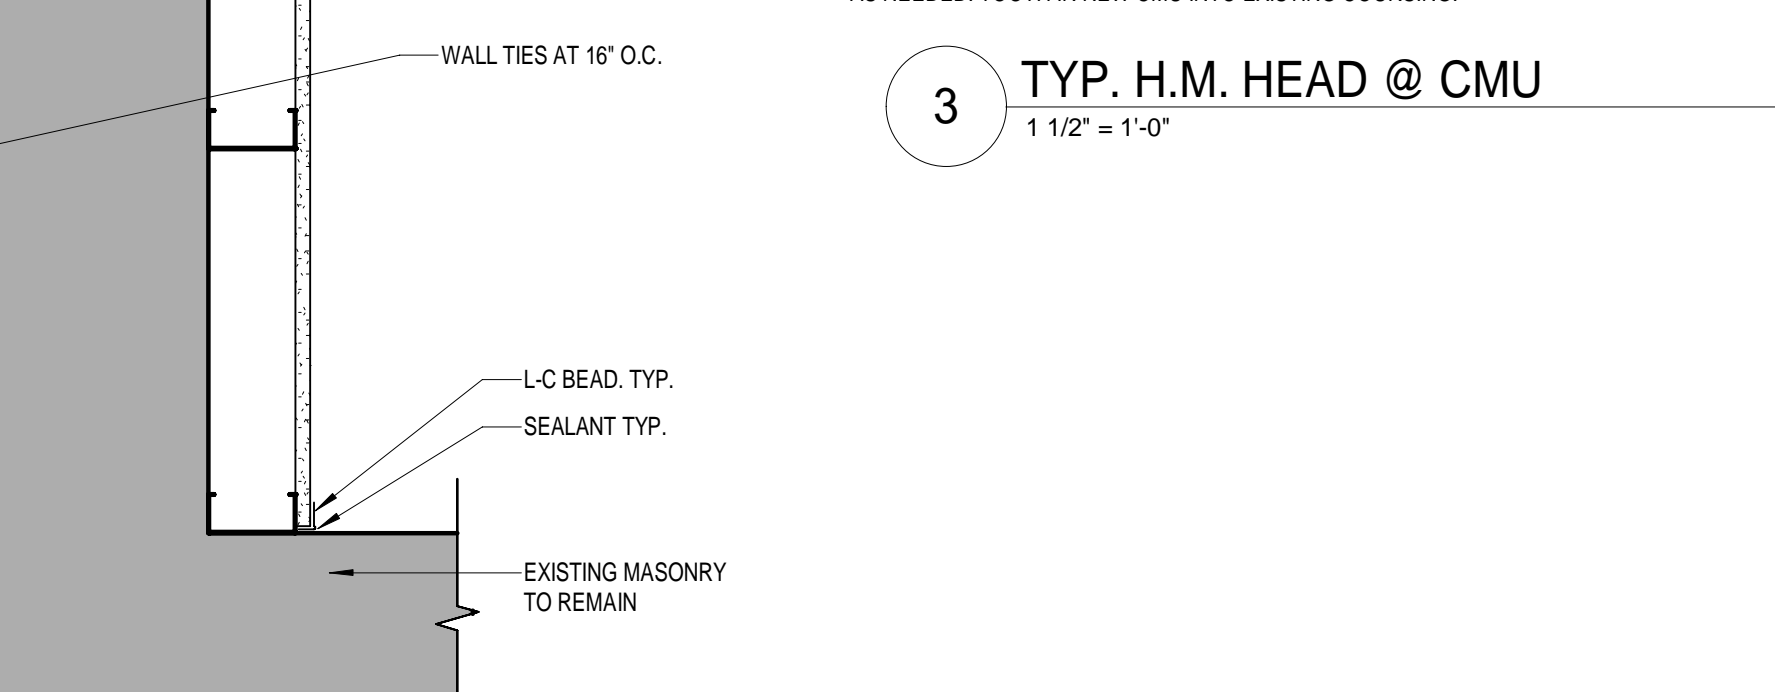 WALL TIES AT 16" O.C.
3
TYP. H.M. HEAD @ CMU
1 1/2" = 1'-0"
L-C BEAD. TYP.
SEALANT TYP.
EXISTING MASONRY
TO REMAIN